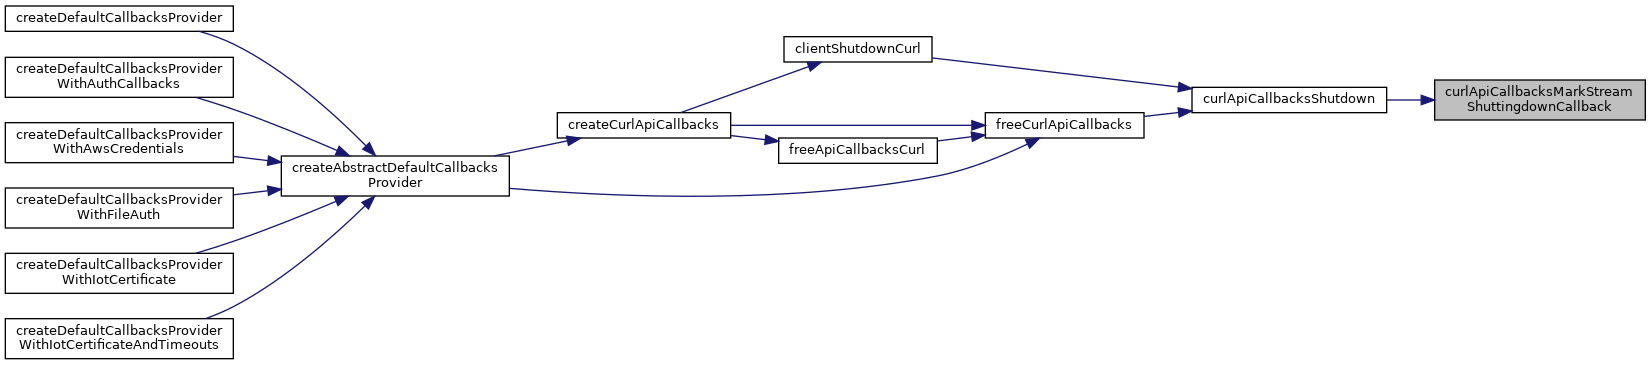 createDefaultCallbacksProvider
createDefaultCallbacksProvider
WithAuthCallbacks
createDefaultCallbacksProvider
WithAwsCredentials
createDefaultCallbacksProvider
WithFileAuth
createDefaultCallbacksProvider
WithIotCertificate
createDefaultCallbacksProvider
WithIotCertificateAndTimeouts
createAbstractDefaultCallbacks
Provider
createCurlApiCallbacks
clientShutdownCurl
freeApiCallbacksCurl
freeCurlApiCallbacks
curlApiCallbacksShutdown
curlApiCallbacksMarkStream
ShuttingdownCallback